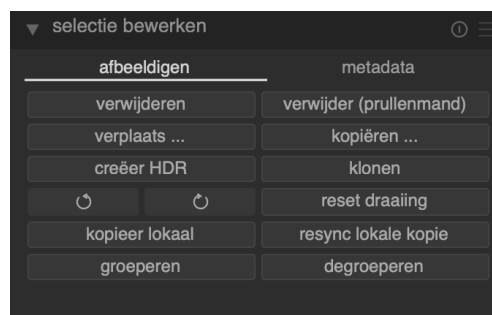 selectie bewerken
afbeeldigen metadata
verwijderen verwijder (prullenmand)
verplaats ... kopiëren ...
creëer HDR klonen
reset draaiing
kopieer lokaal resync lokale kopie
groeperen degroeperen